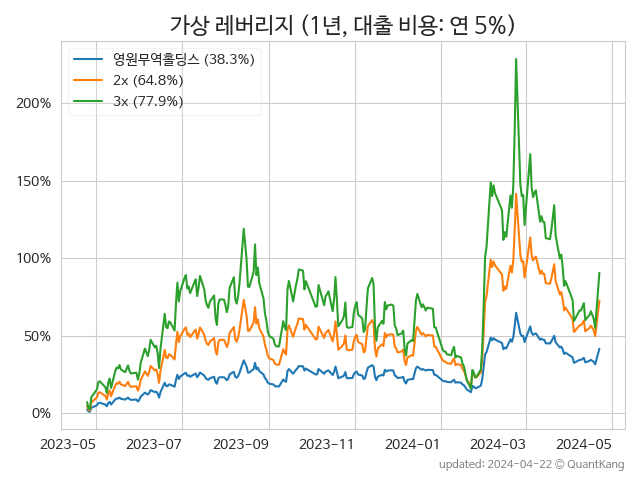 가상 레버리지 (1년, 대출 비용: 연 5%)
영원무역홀딩스 (38.3%)
2x (64.8%)
3x (77.9%)
200%
150%
100%
50%
0%
2023-05 2023-07 2023-09 2023-11 2024-01 2024-03 2024-05
updated: 2024-04-22 © QuantKang